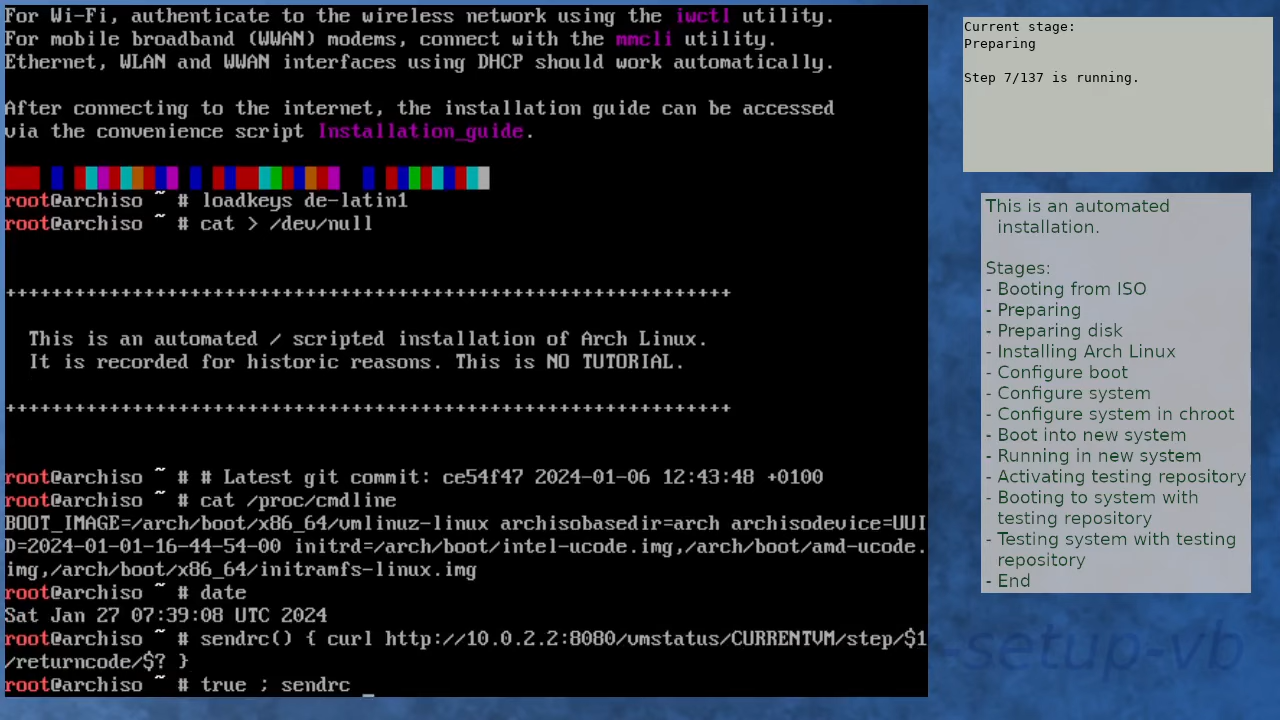 For Wi-Fi, authenticate to the wireless network using the iwctl utility.
For mobile broadband (WWAN) modems, connect with the mmcli utility.
Ethernet, WLAN and WWAN interfaces using DHCP should work automatically.
After connecting to the internet, the installation guide can be accessed
via the convenience script Installation_guide.
root@archiso ~ # loadkeys de-latin1
root@archiso ~ # cat > /dev/null
+++++++++++++++++++++++++++++++++++++++++++++++++++++++++++++++
This is an automated / scripted installation of Arch Linux.
It is recorded for historic reasons. This is NO TUTORIAL.
+++++++++++++++++++++++++++++++++++++++++++++++++++++++++++++++
root@archiso ~ # # Latest git commit: ce54f47 2024-01-06 12:43:48 +0100
root@archiso ~ # cat /proc/cmdline
BOOT_IMAGE=/arch/boot/x86_64/vmlinuz-linux archisobasedir=arch archisodevice=UUI
D=2024-01-01-16-44-54-00 initrd=/arch/boot/intel-ucode.img,/arch/boot/amd-ucode.
img,/arch/boot/x86_64/initramfs-linux.img
root@archiso ~ # date
Sat Jan 27 07:39:08 UTC 2024
root@archiso ~ # sendrc() { curl http://10.0.2.2:8080/vmstatus/CURRENTVM/step/$1
/returncode/$? }
root@archiso ~ # true ; sendrc _
Current stage:
Preparing
Step 7/137 is running.
This is an automated
installation.
Stages:
- Booting from ISO
- Preparing
- Preparing disk
- Installing Arch Linux
- Configure boot
- Configure system
- Configure system in chroot
- Boot into new system
- Running in new system
- Activating testing repository
- Booting to system with
testing repository
- Testing system with testing
repository
- End
-setup-vb